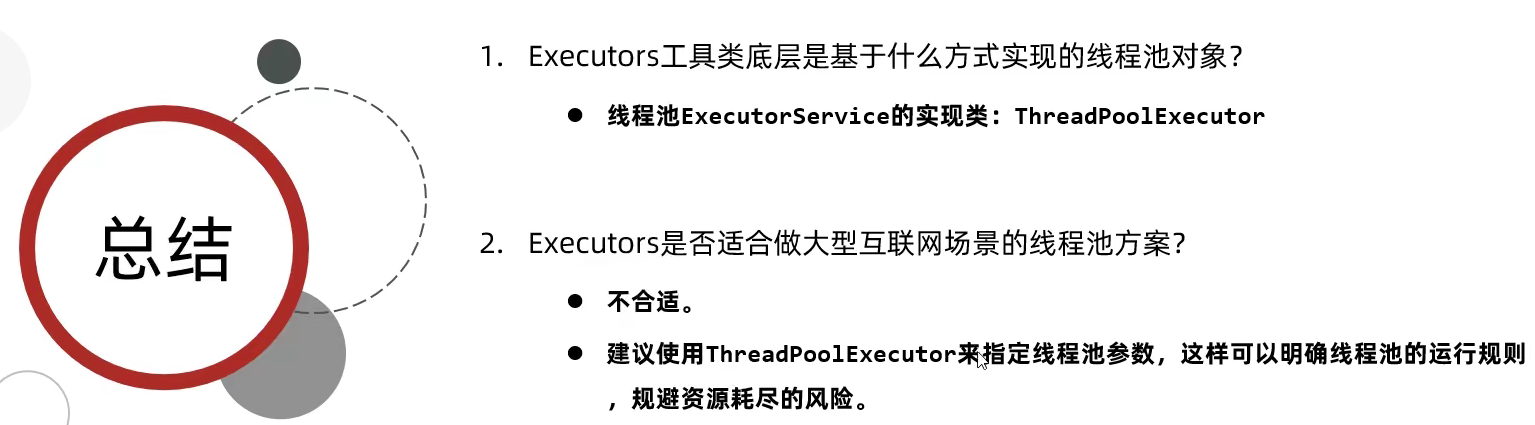 总结
1. Executors工具类底层是基于什么方式实现的线程池对象？
● 线程池ExecutorService的实现类：ThreadPoolExecutor
2. Executors是否适合做大型互联网场景的线程池方案？
● 不合适。
● 建议使用ThreadPoolExecutor来指定线程池参数，这样可以明确线程池的运行规则
，规避资源耗尽的风险。